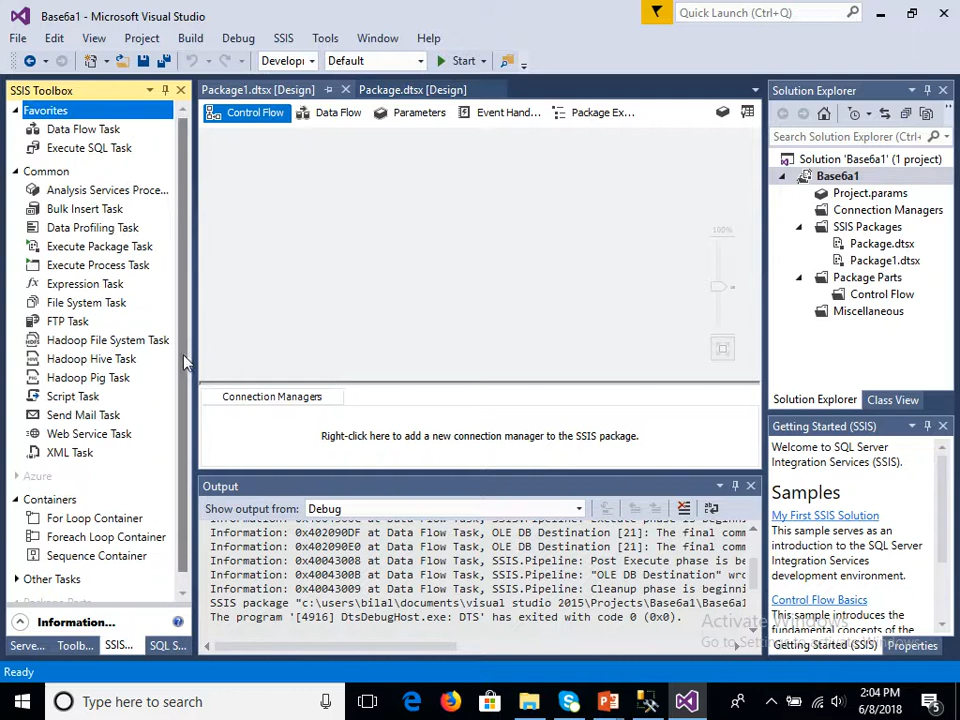 Base6a1 - Microsoft Visual Studio
Quick Launch (Ctrl+Q)
File Edit View Project Build Debug SSIS Tools Window Help
Developi Default Start
SSIS Toolbox
Favorites
Data Flow Task
Execute SQL Task
Common
Analysis Services Proce...
Bulk Insert Task
Data Profiling Task
Execute Package Task
Execute Process Task
Expression Task
File System Task
FTP Task
Hadoop File System Task
Hadoop Hive Task
Hadoop Pig Task
Script Task
Send Mail Task
Web Service Task
XML Task
Azure
Containers
For Loop Container
Foreach Loop Container
Sequence Container
Other Tasks
Information...
Serve... Toolb... SSIS... SQL S...
Package1.dtsx [Design] Package.dtsx [Design]
Control Flow Data Flow Parameters Event Hand... Package Ex...
100%
Connection Managers
Right-click here to add a new connection manager to the SSIS package.
Output
Show output from: Debug
Information: 0x402090DF at Data Flow Task, OLE DB Destination [21]: The final com
Information: 0x402090E0 at Data Flow Task, OLE DB Destination [21]: The final com
Information: 0x40043008 at Data Flow Task, SSIS.Pipeline: Post Execute phase is be
Information: 0x4004300B at Data Flow Task, SSIS.Pipeline: "OLE DB Destination" wro
Information: 0x40043009 at Data Flow Task, SSIS.Pipeline: Cleanup phase is beginni
SSIS package "c:\users\bilal\documents\visual studio 2015\Projects\Base6a1\Base6a1
The program '[4916] DtsDebugHost.exe: DTS' has exited with code 0 (0x0).
Solution Explorer
Search Solution Explorer (Ctrl+
Solution 'Base6a1' (1 project)
Base6a1
Project.params
Connection Managers
SSIS Packages
Package.dtsx
Package1.dtsx
Package Parts
Control Flow
Miscellaneous
Solution Explorer Class View
Getting Started (SSIS)
Welcome to SQL Server
Integration Services (SSIS).
Samples
My First SSIS Solution
This sample serves as an
introduction to the SQL Server
Integration Services
development environment.
Control Flow Basics
This sample introduces the
fundamental concepts of the
Activate Windows
Go to Settings to activate Windows.
Getting Started (SSIS) Properties
Ready
Type here to search
2:04 PM
6/8/2018
5